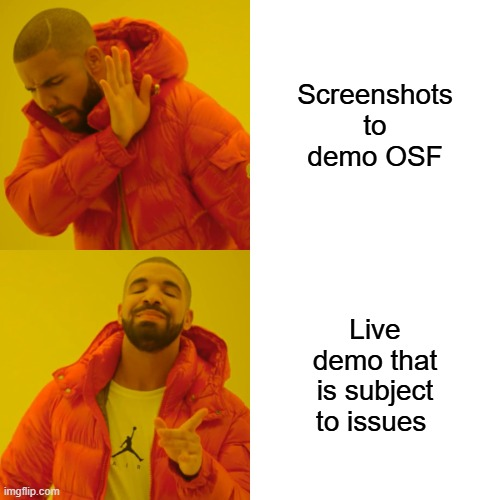 Screenshots
to
demo OSF
Live
demo that
is subject
to issues
imgflip.com